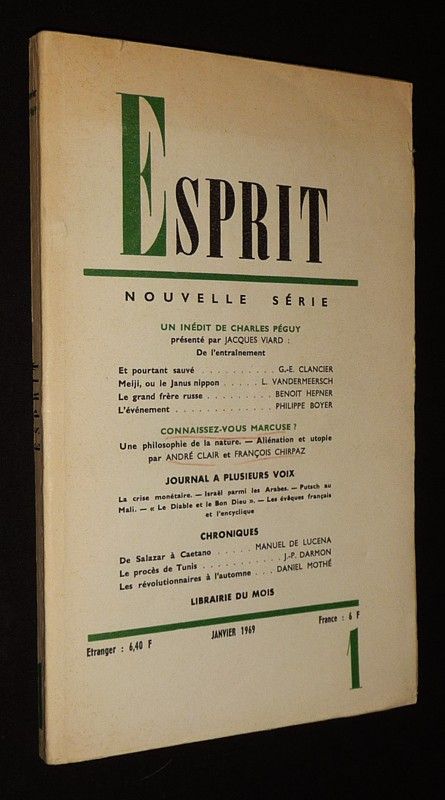 ESPRIT
NOUVELLE SÉRIE
UN INÉDIT DE CHARLES PÉGUY
présenté par JACQUES VIARD :
De l'entraînement
Et pourtant sauvé . . . . . . . . . . . G.-E. CLANCIER
Meiji, ou le Janus nippon . . . . . L. VANDERMEERSCH
Le grand frère russe . . . . . . . . . . BENOIT HEPNER
L'événement . . . . . . . . . . . . . . . PHILIPPE BOYER
CONNAISSEZ-VOUS MARCUSE ?
Une philosophie de la nature. — Aliénation et utopie
par ANDRÉ CLAIR et FRANÇOIS CHIRPAZ
JOURNAL A PLUSIEURS VOIX
La crise monétaire. — Israël parmi les Arabes. — Putsch au
Mali. — « Le Diable et le Bon Dieu ». — Les évêques français
et l'encyclique
CHRONIQUES
De Salazar à Caetano . . . . . . MANUEL DE LUCENA
Le procès de Tunis . . . . . . . . . . . . J.-P. DARMON
Les révolutionnaires à l'automne . . . DANIEL MOTHÉ
LIBRAIRIE DU MOIS
Etranger : 6,40 F JANVIER 1969 France : 6 F
1
ESPRIT